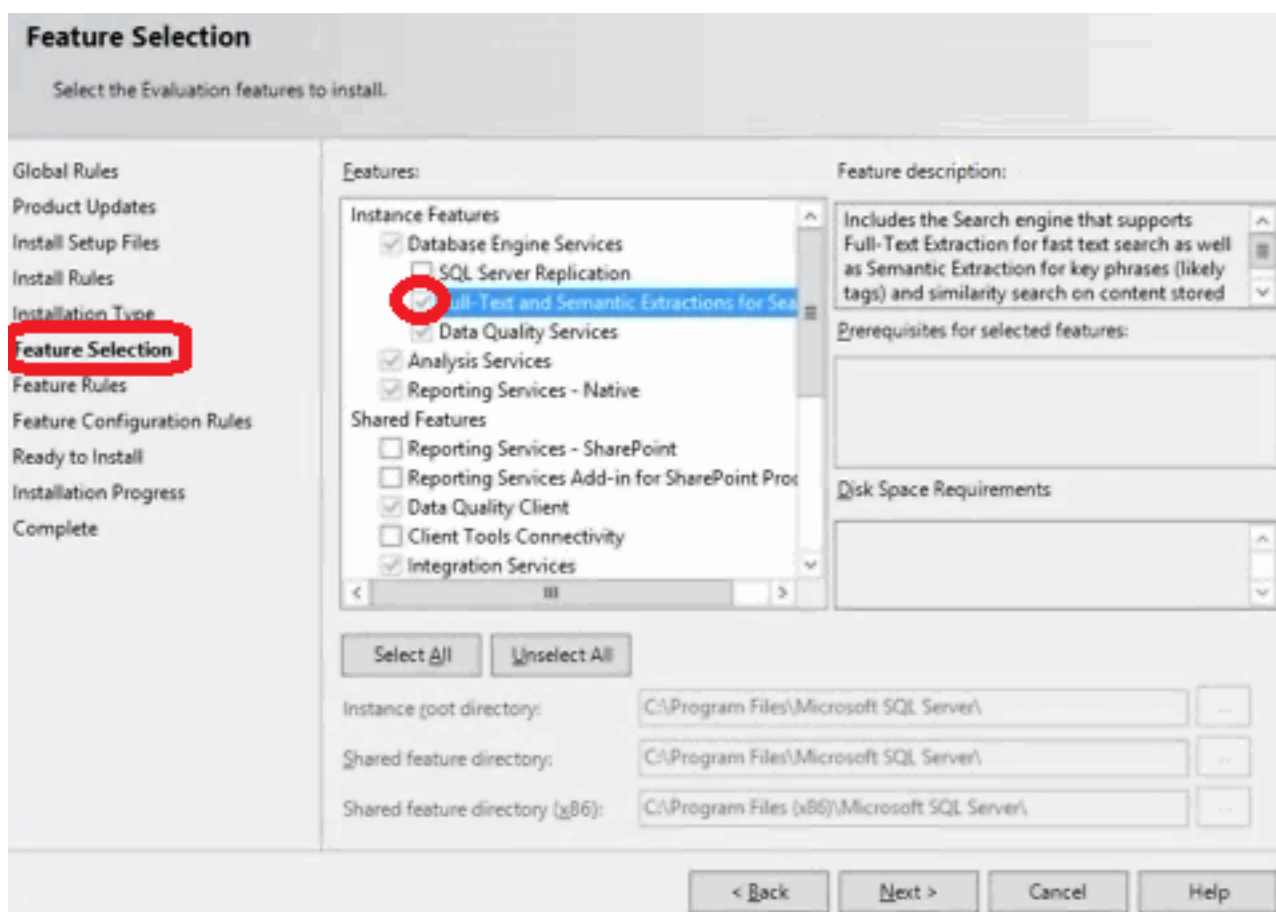 Feature Selection
Select the Evaluation features to install.
Global Rules
Product Updates
Install Setup Files
Install Rules
Installation Type
Feature Selection
Feature Rules
Feature Configuration Rules
Ready to Install
Installation Progress
Complete
Features:
Instance Features
Database Engine Services
SQL Server Replication
ull-Text and Semantic Extractions for Sea
Data Quality Services
Analysis Services
Reporting Services - Native
Shared Features
Reporting Services - SharePoint
Reporting Services Add-in for SharePoint Proc
Data Quality Client
Client Tools Connectivity
Integration Services
Feature description:
Includes the Search engine that supports
Full-Text Extraction for fast text search as well
as Semantic Extraction for key phrases (likely
tags) and similarity search on content stored
Prerequisites for selected features:
Disk Space Requirements
Select All Unselect All
Instance root directory: C:\Program Files\Microsoft SQL Server\ ...
Shared feature directory: C:\Program Files\Microsoft SQL Server\ ...
Shared feature directory (x86): C:\Program Files (x86)\Microsoft SQL Server\ ...
< Back Next > Cancel Help